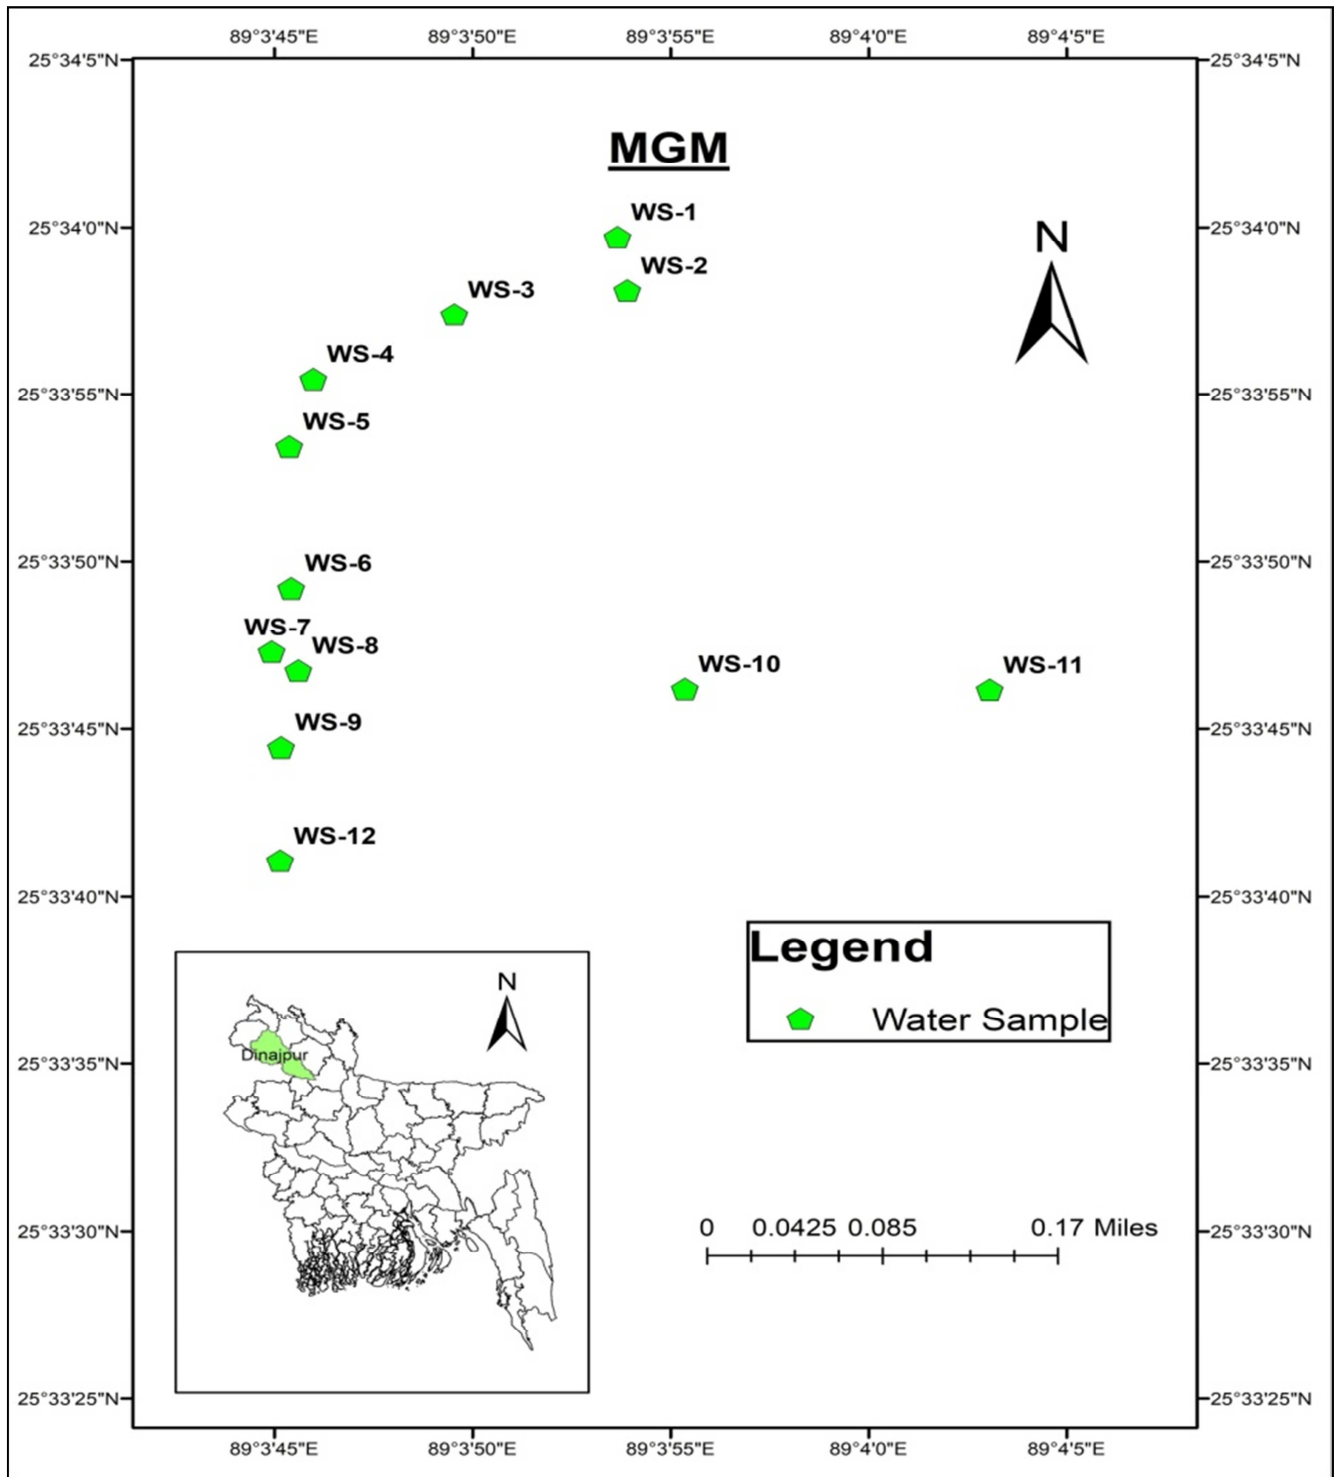 89°3'45"E 89°3'50"E 89°3'55"E 89°4'0"E 89°4'5"E
25°34'5"N 25°34'5"N
MGM
WS-1
25°34'0"N 25°34'0"N
N
WS-2
WS-3
WS-4
25°33'55"N 25°33'55"N
WS-5
25°33'50"N 25°33'50"N
WS-6
WS-7
WS-8
WS-10 WS-11
WS-9
25°33'45"N 25°33'45"N
WS-12
25°33'40"N 25°33'40"N
Legend
N
Water Sample
Dinajpur
25°33'35"N 25°33'35"N
0 0.0425 0.085 0.17 Miles
25°33'30"N 25°33'30"N
25°33'25"N 25°33'25"N
89°3'45"E 89°3'50"E 89°3'55"E 89°4'0"E 89°4'5"E